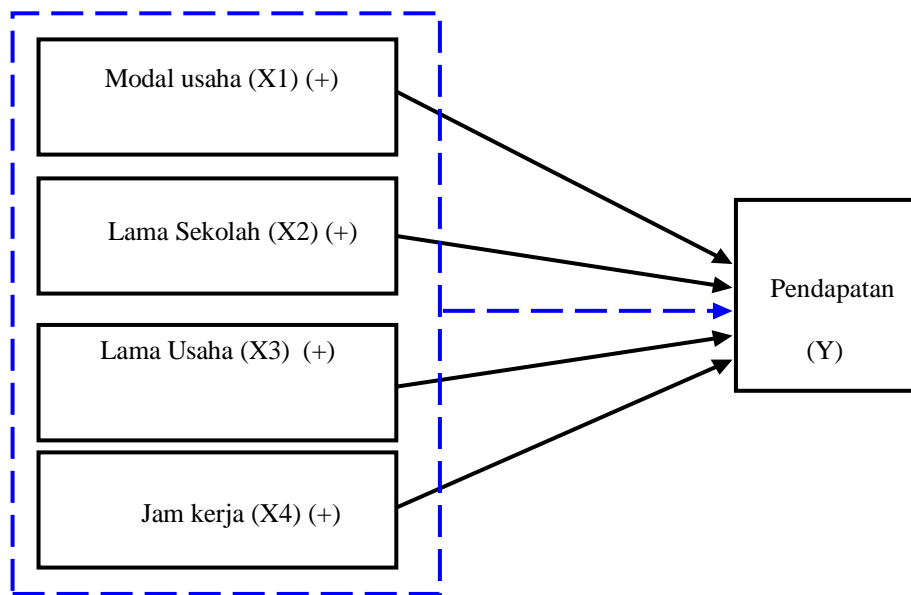 Modal usaha (X1) (+)
Lama Sekolah (X2) (+)
Lama Usaha (X3) (+)
Jam kerja (X4) (+)
Pendapatan
(Y)